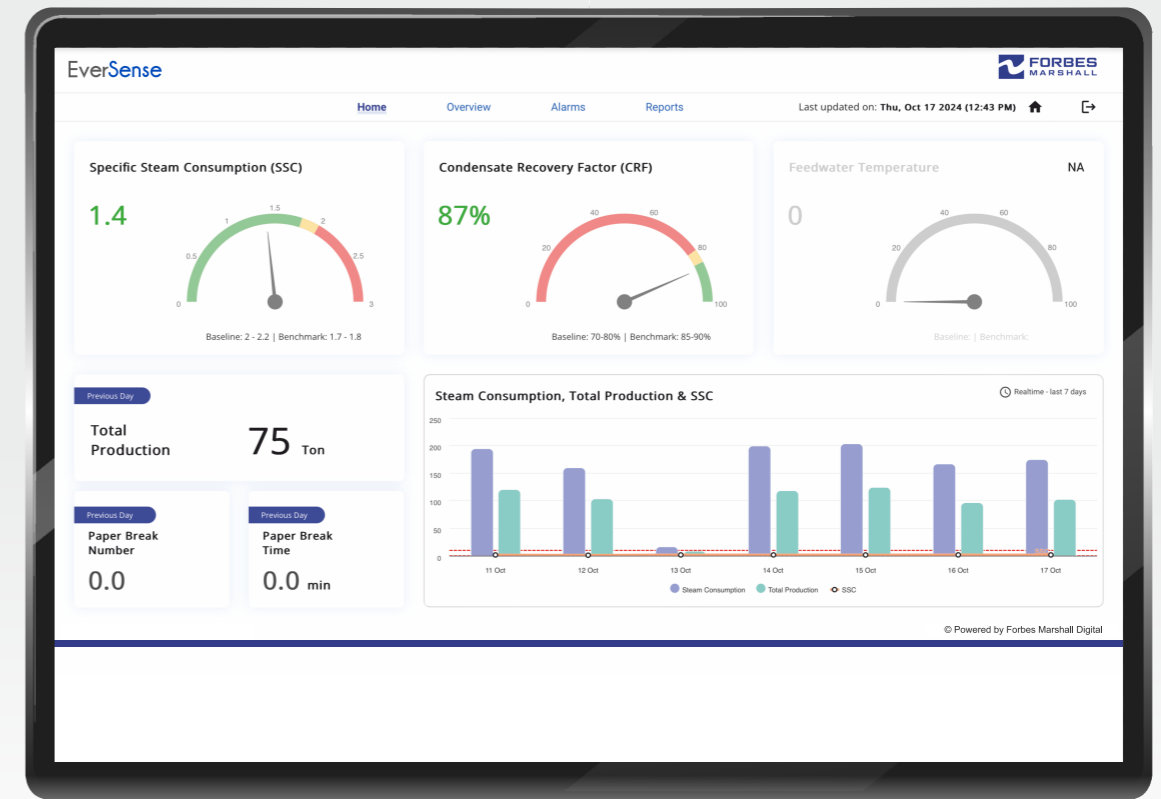 EverSense
FORBES
MARSHALL
Home
Overview
Alarms
Reports
Last updated on: Thu, Oct 17 2024 (12:43 PM)
Specific Steam Consumption (SSC)
1.4
0
0.5
1
1.5
2
2.5
3
Baseline: 2 - 2.2 | Benchmark: 1.7 - 1.8
Condensate Recovery Factor (CRF)
87%
0
20
40
60
80
100
Baseline: 70-80% | Benchmark: 85-90%
Feedwater Temperature
NA
0
0
20
40
60
80
100
Baseline: | Benchmark:
Previous Day
Total
Production
75 Ton
Previous Day
Paper Break
Number
0.0
Previous Day
Paper Break
Time
0.0 min
Steam Consumption, Total Production & SSC
Realtime - last 7 days
250
200
150
100
50
0
11 Oct
12 Oct
13 Oct
14 Oct
15 Oct
16 Oct
17 Oct
Steam Consumption
Total Production
SSC
© Powered by Forbes Marshall Digital